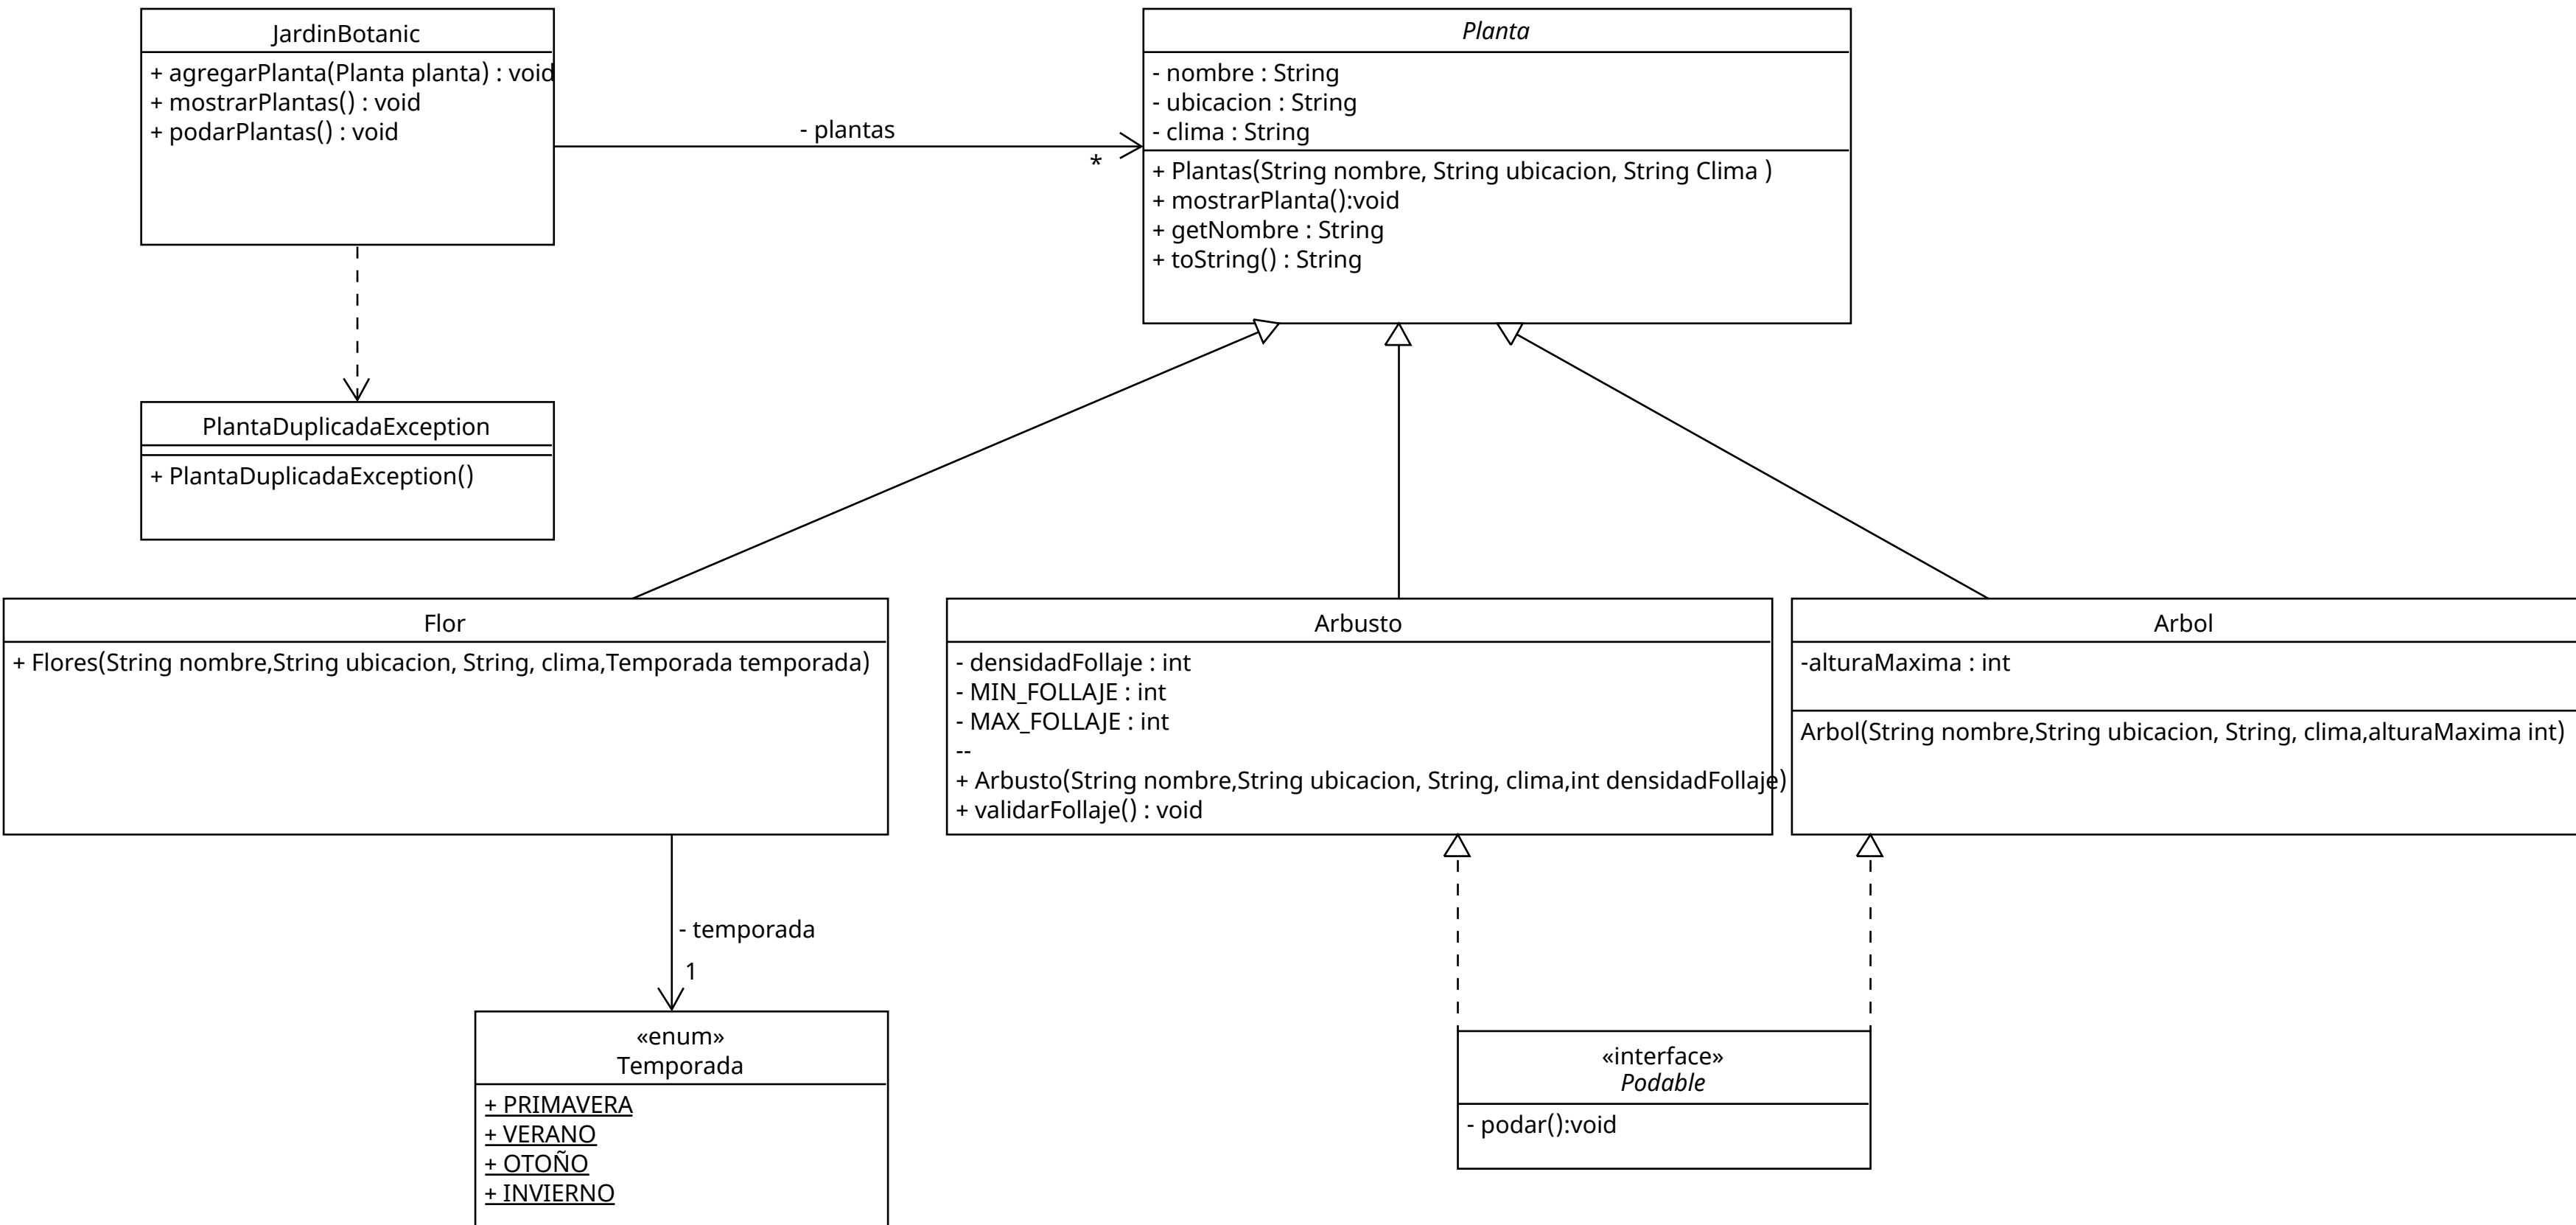 JardinBotanic
+ agregarPlanta(Planta planta) : void
+ mostrarPlantas() : void
+ podarPlantas() : void
- plantas
*
Planta
- nombre : String
- ubicacion : String
- clima : String
+ Plantas(String nombre, String ubicacion, String Clima )
+ mostrarPlanta():void
+ getNombre : String
+ toString() : String
PlantaDuplicadaException
+ PlantaDuplicadaException()
Flor
+ Flores(String nombre,String ubicacion, String, clima,Temporada temporada)
Arbusto
- densidadFollaje : int
- MIN_FOLLAJE : int
- MAX_FOLLAJE : int
--
+ Arbusto(String nombre,String ubicacion, String, clima,int densidadFollaje)
+ validarFollaje() : void
Arbol
-alturaMaxima : int
Arbol(String nombre,String ubicacion, String, clima,alturaMaxima int)
- temporada
1
«enum»
Temporada
+ PRIMAVERA
+ VERANO
+ OTOÑO
+ INVIERNO
«interface»
Podable
- podar():void